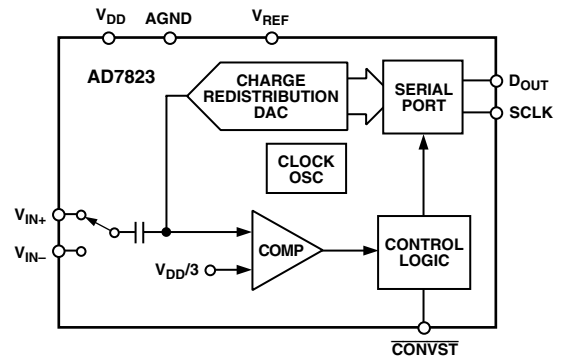 VDD AGND VREF
AD7823
CHARGE
REDISTRIBUTION
DAC
SERIAL
PORT
DOUT
SCLK
CLOCK
OSC
VIN+
VIN–
COMP
VDD/3
CONTROL
LOGIC
CONVST